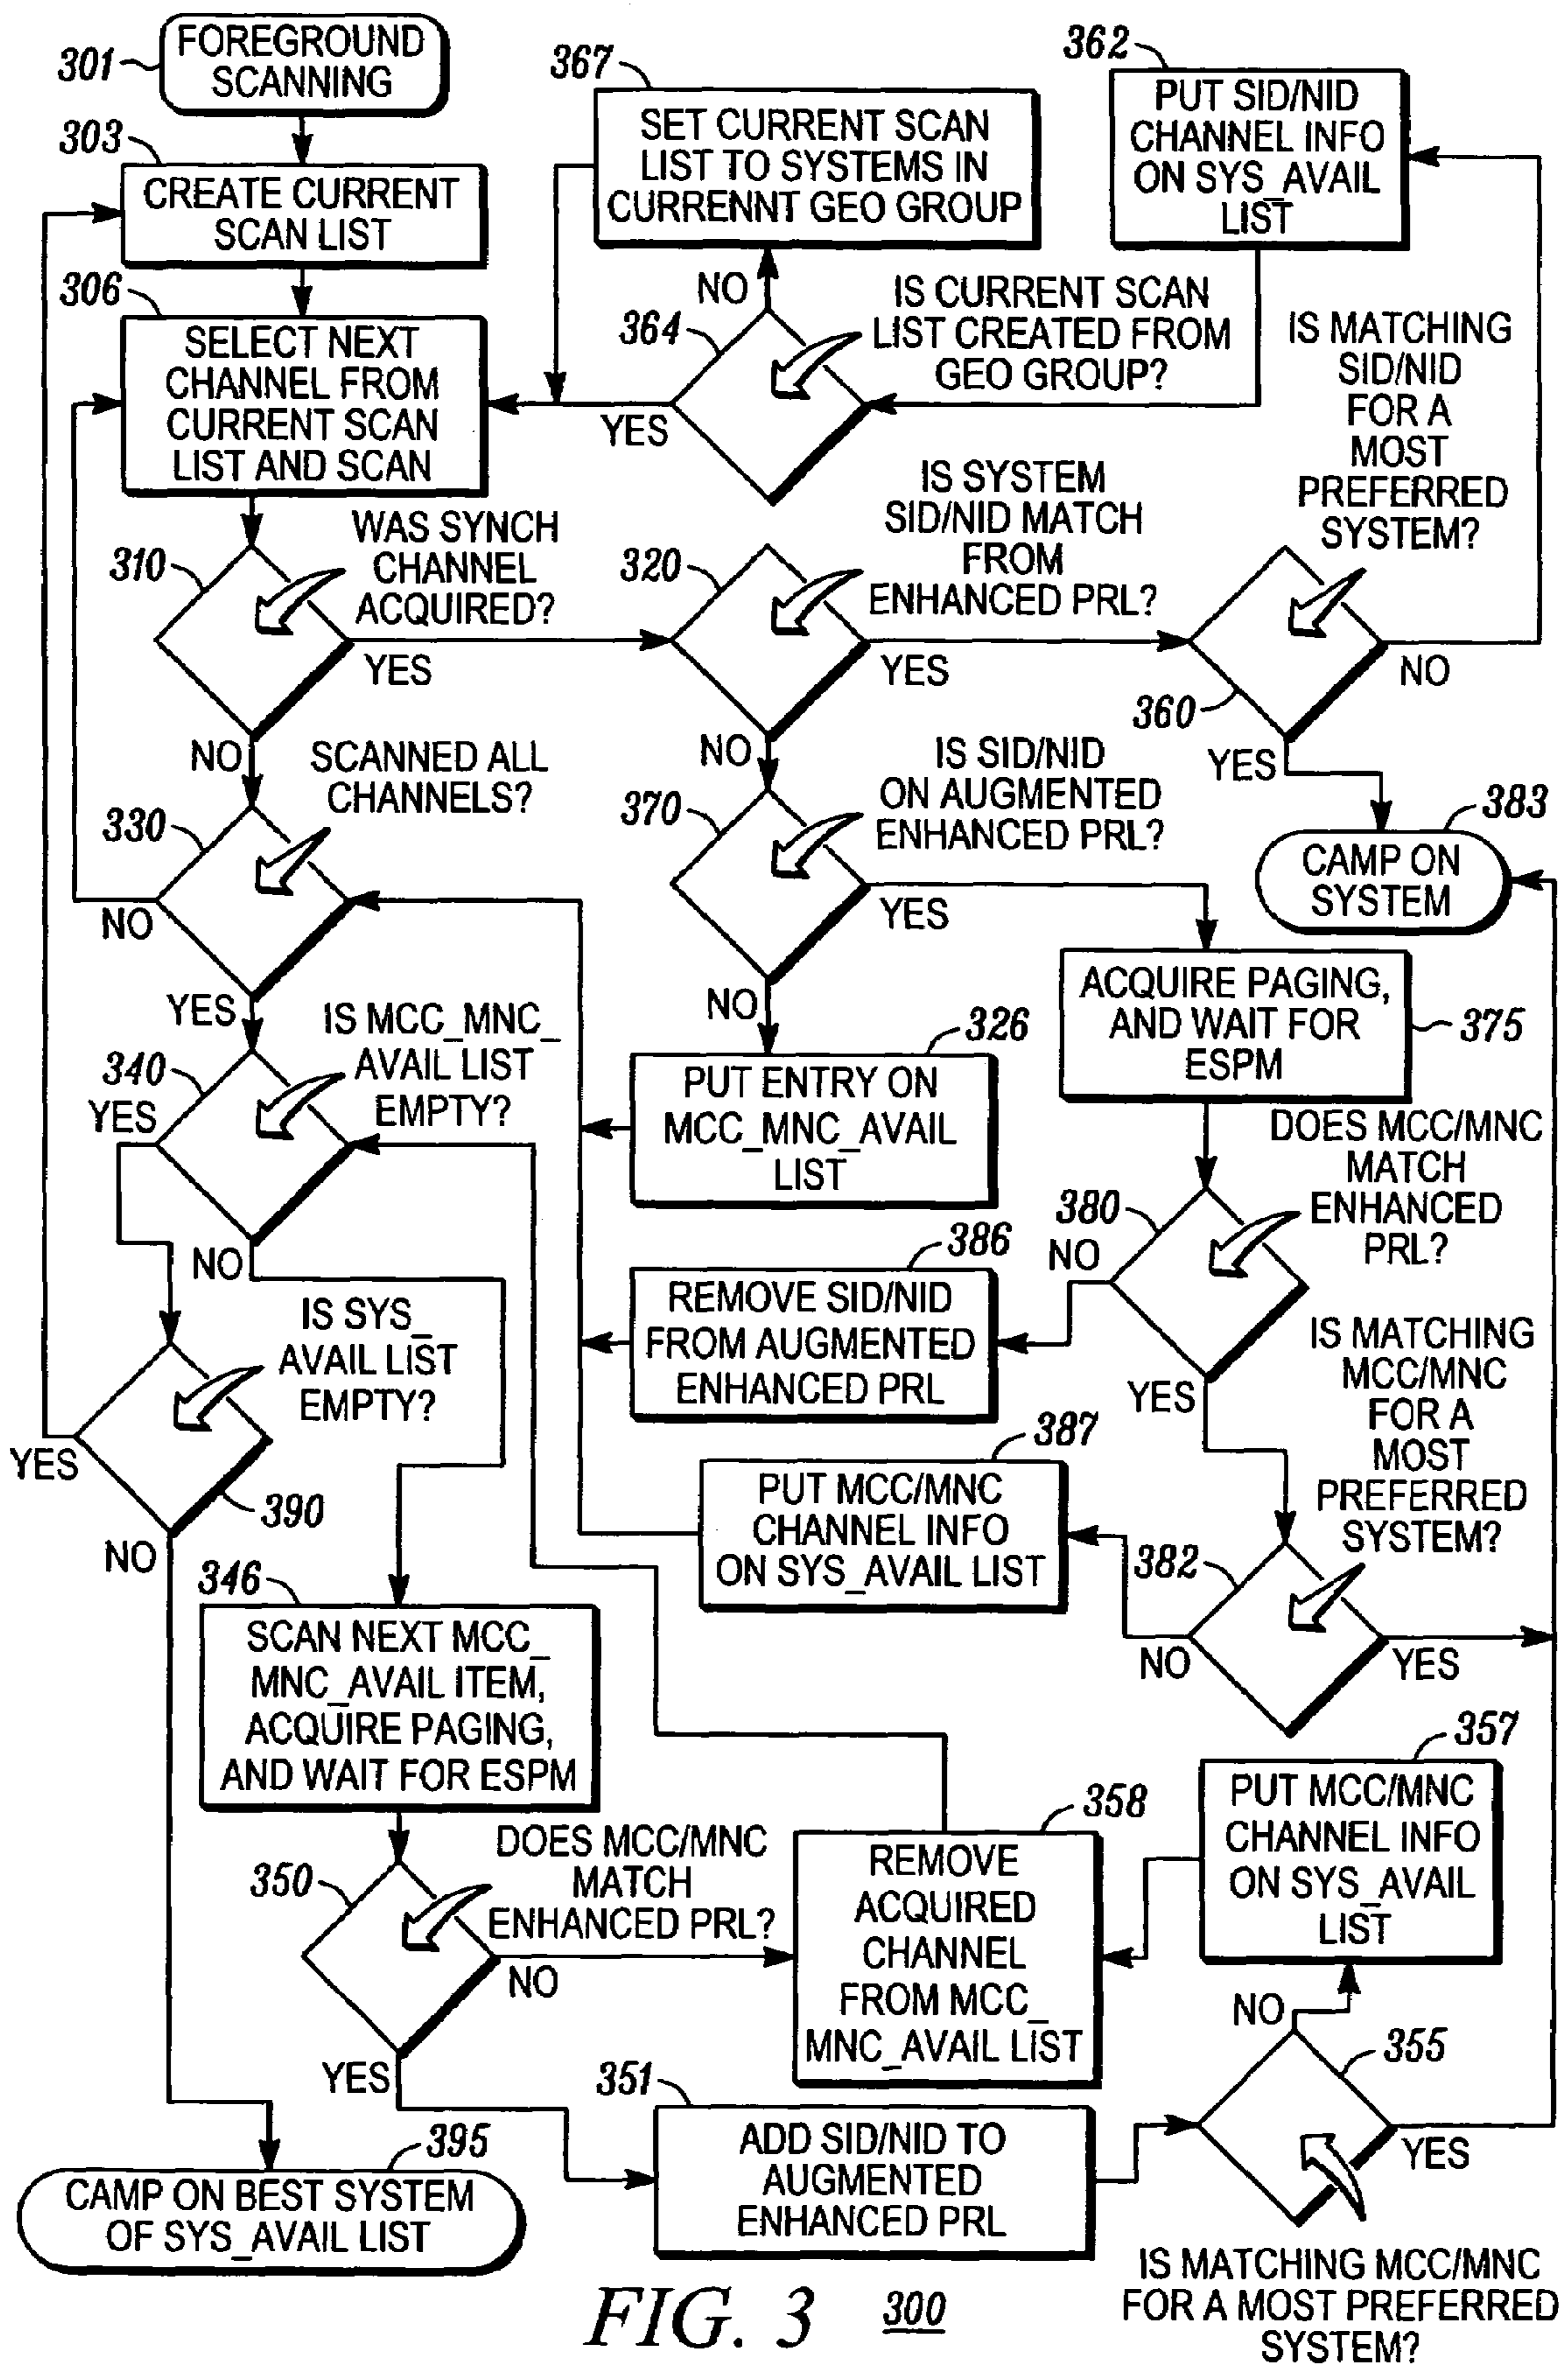 301
FOREGROUND
SCANNING
303
CREATE CURRENT
SCAN LIST
306
SELECT NEXT
CHANNEL FROM
CURRENT SCAN
LIST AND SCAN
367
SET CURRENT SCAN
LIST TO SYSTEMS IN
CURRENNT GEO GROUP
362
PUT SID/NID
CHANNEL INFO
ON SYS_AVAIL
LIST
NO
364
IS CURRENT SCAN
LIST CREATED FROM
GEO GROUP?
YES
IS MATCHING
SID/NID
FOR A
MOST
PREFERRED
SYSTEM?
310
WAS SYNCH
CHANNEL
ACQUIRED?
YES
NO
320
IS SYSTEM
SID/NID MATCH
FROM
ENHANCED PRL?
YES
NO
360
NO
YES
383
CAMP ON
SYSTEM
330
SCANNED ALL
CHANNELS?
NO
YES
370
IS SID/NID
ON AUGMENTED
ENHANCED PRL?
YES
NO
375
ACQUIRE PAGING,
AND WAIT FOR
ESPM
340
IS MCC_MNC_
AVAIL LIST
EMPTY?
YES
NO
326
PUT ENTRY ON
MCC_MNC_AVAIL
LIST
380
DOES MCC/MNC
MATCH
ENHANCED
PRL?
NO
YES
386
REMOVE SID/NID
FROM AUGMENTED
ENHANCED PRL
IS SYS_
AVAIL LIST
EMPTY?
YES
390
NO
387
PUT MCC/MNC
CHANNEL INFO
ON SYS_AVAIL LIST
IS MATCHING
MCC/MNC
FOR A
MOST
PREFERRED
SYSTEM?
382
NO
YES
346
SCAN NEXT MCC_
MNC_AVAIL ITEM,
ACQUIRE PAGING,
AND WAIT FOR ESPM
350
DOES MCC/MNC
MATCH
ENHANCED PRL?
NO
YES
358
REMOVE
ACQUIRED
CHANNEL
FROM MCC_
MNC_AVAIL LIST
357
PUT MCC/MNC
CHANNEL INFO
ON SYS_AVAIL
LIST
NO
355
YES
351
ADD SID/NID TO
AUGMENTED
ENHANCED PRL
395
CAMP ON BEST SYSTEM
OF SYS_AVAIL LIST
IS MATCHING MCC/MNC
FOR A MOST PREFERRED
SYSTEM?
FIG. 3
300